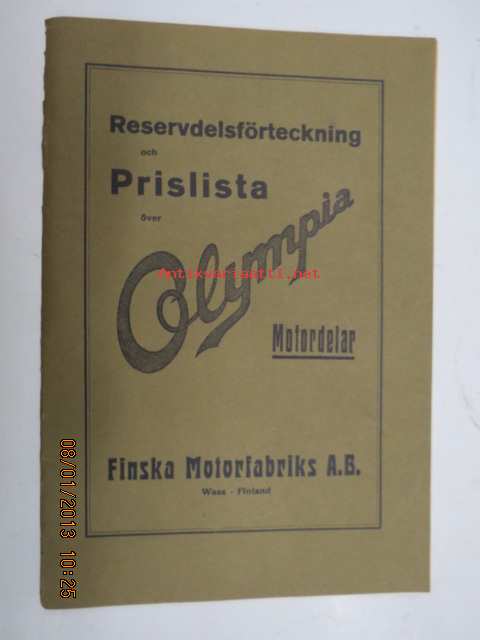 Reservdelsförteckning
och
Prislista
över
Olympia
Antikvariaatti.net
Motordelar
Finska Motorfabriks A.B.
Wasa - Finland
08/01/2013 10:25